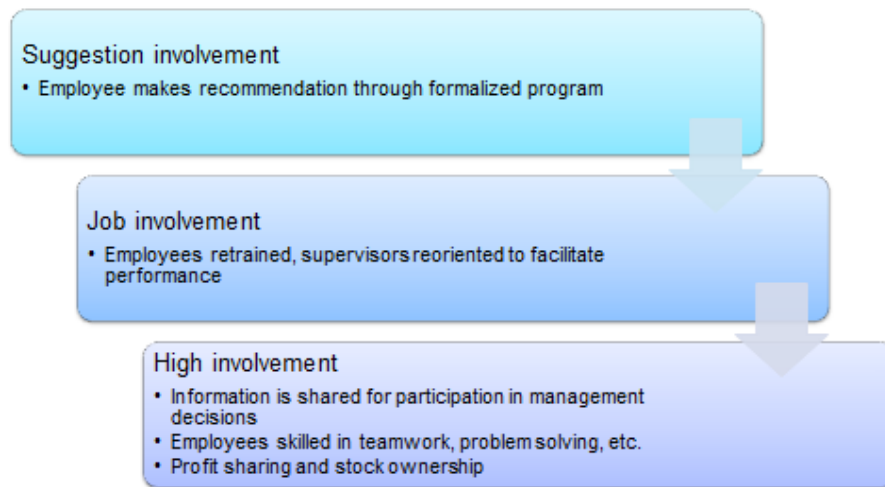 Suggestion involvement
• Employee makes recommendation through formalized program
Job involvement
• Employees retrained, supervisors reoriented to facilitate
performance
High involvement
• Information is shared for participation in management
decisions
• Employees skilled in teamwork, problem solving, etc.
• Profit sharing and stock ownership